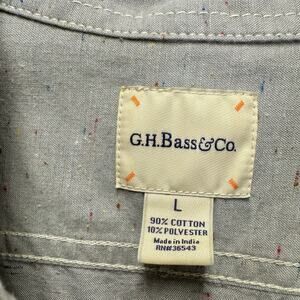 G.H.Bass&Co.
L
90% COTTON
10% POLYESTER
Made in India
RN#36543